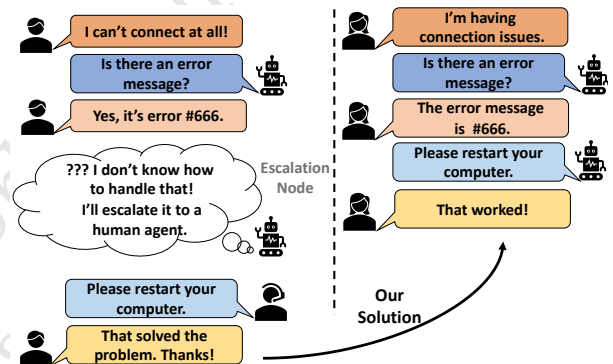 I can't connect at all!
Is there an error
message?
Yes, it's error #666.
??? I don't know how
to handle that!
I'll escalate it to a
human agent.
Escalation
Node
Please restart your
computer.
That solved the
problem. Thanks!
I'm having
connection issues.
Is there an error
message?
The error message
is #666.
Please restart your
computer.
That worked!
Our
Solution